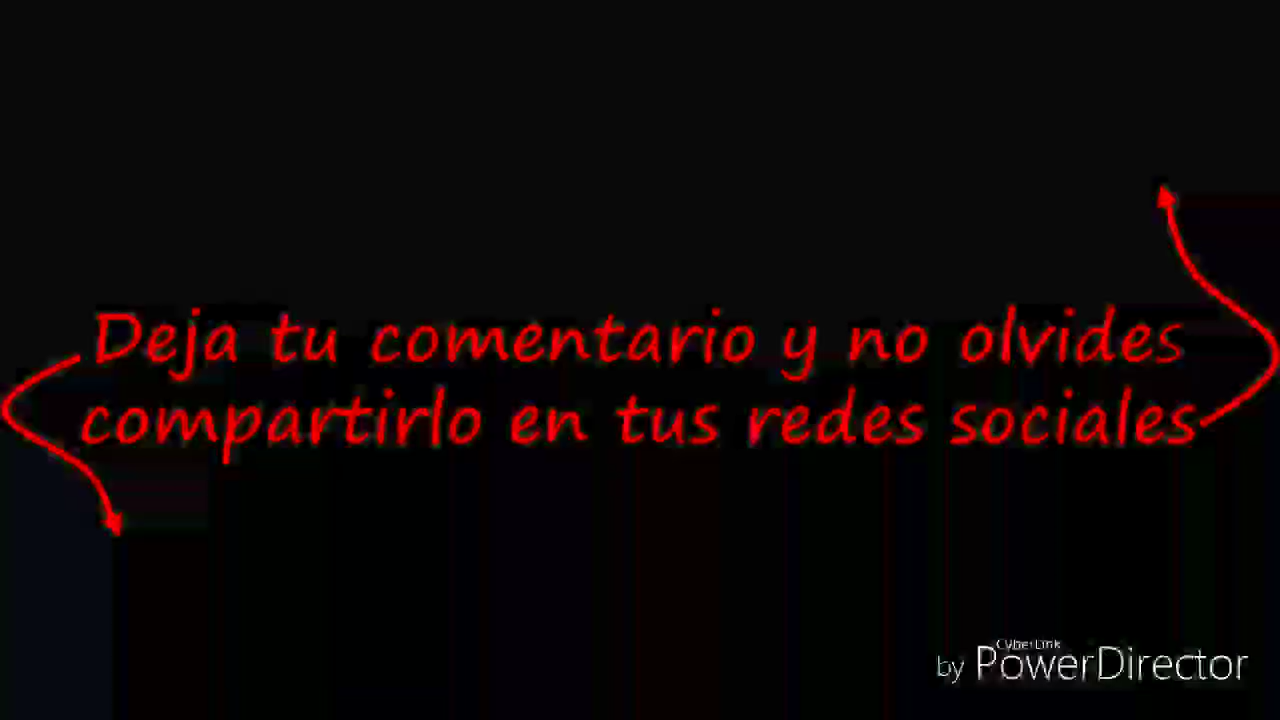 Deja tu comentario y no olvides
compartirlo en tus redes sociales
CyberLink
by PowerDirector